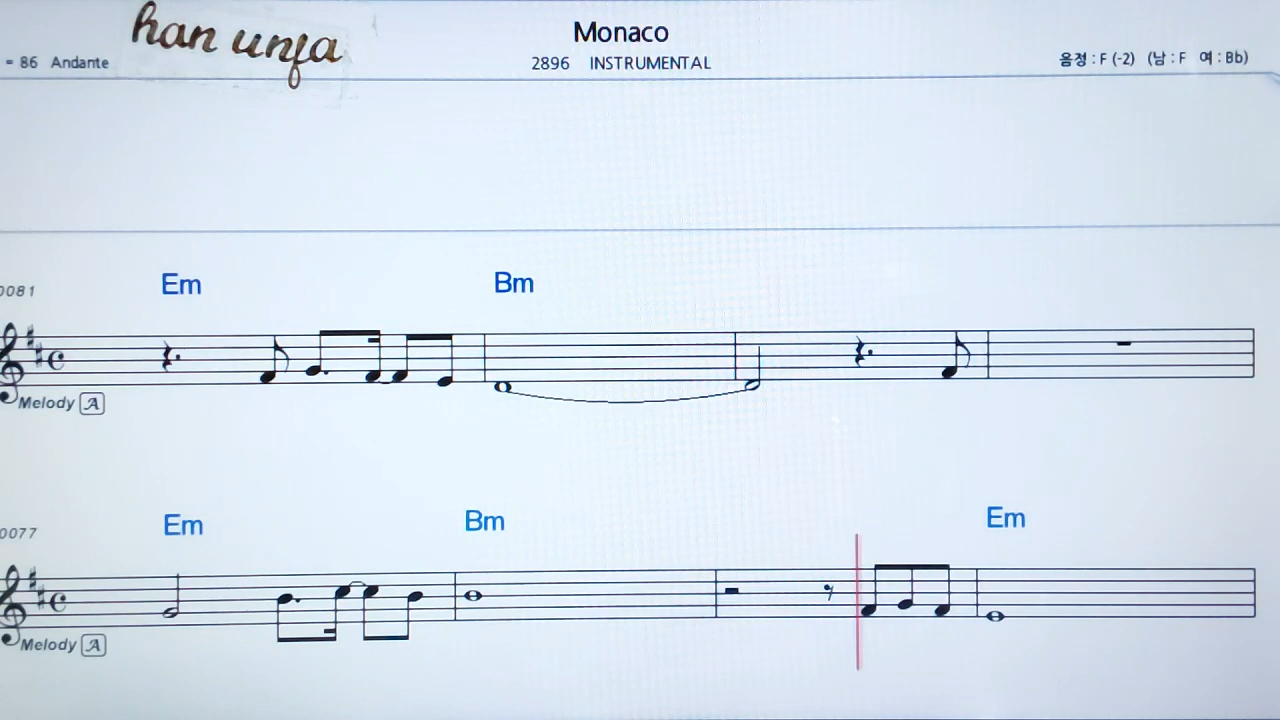 han unja
Monaco
= 86 Andante
2896 INSTRUMENTAL
음정 : F (-2) (남 : F 여 : Bb)
Em Bm
0081
Melody A
Em Bm Em
0077
Melody A